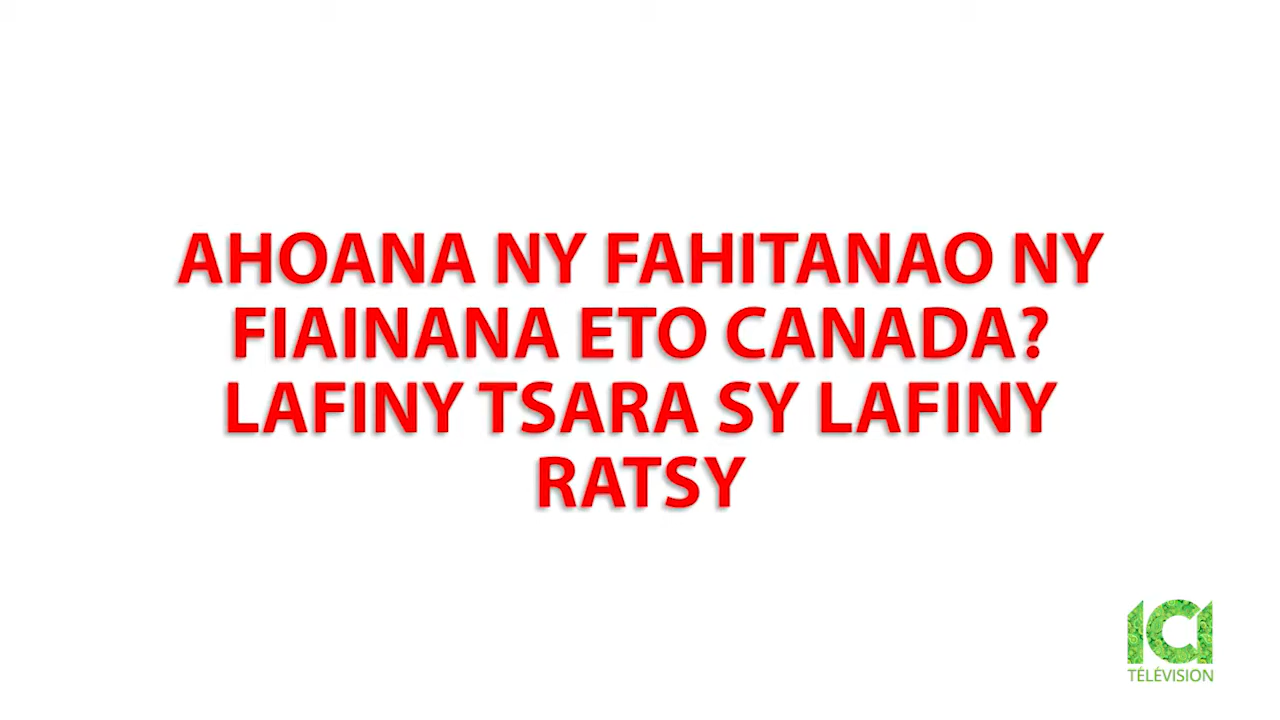 AHOANA NY FAHITANAO NY
FIAINANA ETO CANADA?
LAFINY TSARA SY LAFINY
RATSY
ICI
TÉLÉVISION